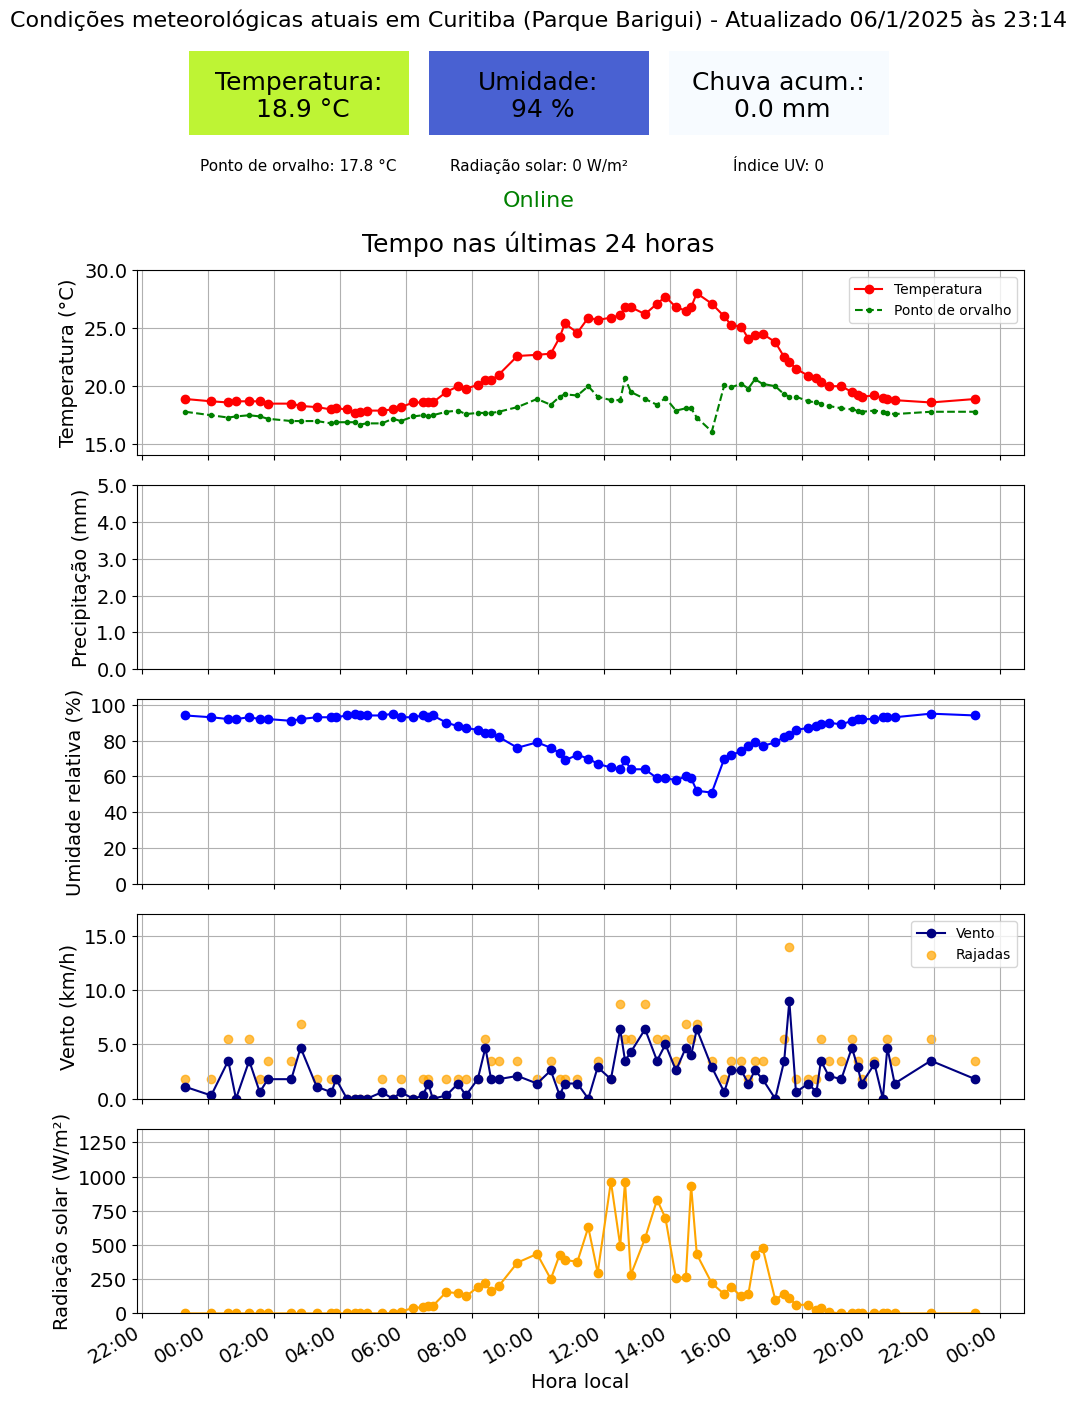 Condições meteorológicas atuais em Curitiba (Parque Barigui) - Atualizado 06/1/2025 às 23:14
Temperatura:
18.9 °C
Umidade:
94 %
Chuva acum.:
0.0 mm
Ponto de orvalho: 17.8 °C
Radiação solar: 0 W/m²
Índice UV: 0
Online
Tempo nas últimas 24 horas
Temperatura (°C)
30.0
25.0
20.0
15.0
Temperatura
Ponto de orvalho
Precipitação (mm)
5.0
4.0
3.0
2.0
1.0
0.0
Umidade relativa (%)
100
80
60
40
20
0
Vento (km/h)
15.0
10.0
5.0
0.0
Vento
Rajadas
Radiação solar (W/m²)
1250
1000
750
500
250
0
22:00
00:00
02:00
04:00
06:00
08:00
10:00
12:00
14:00
16:00
18:00
20:00
22:00
00:00
Hora local